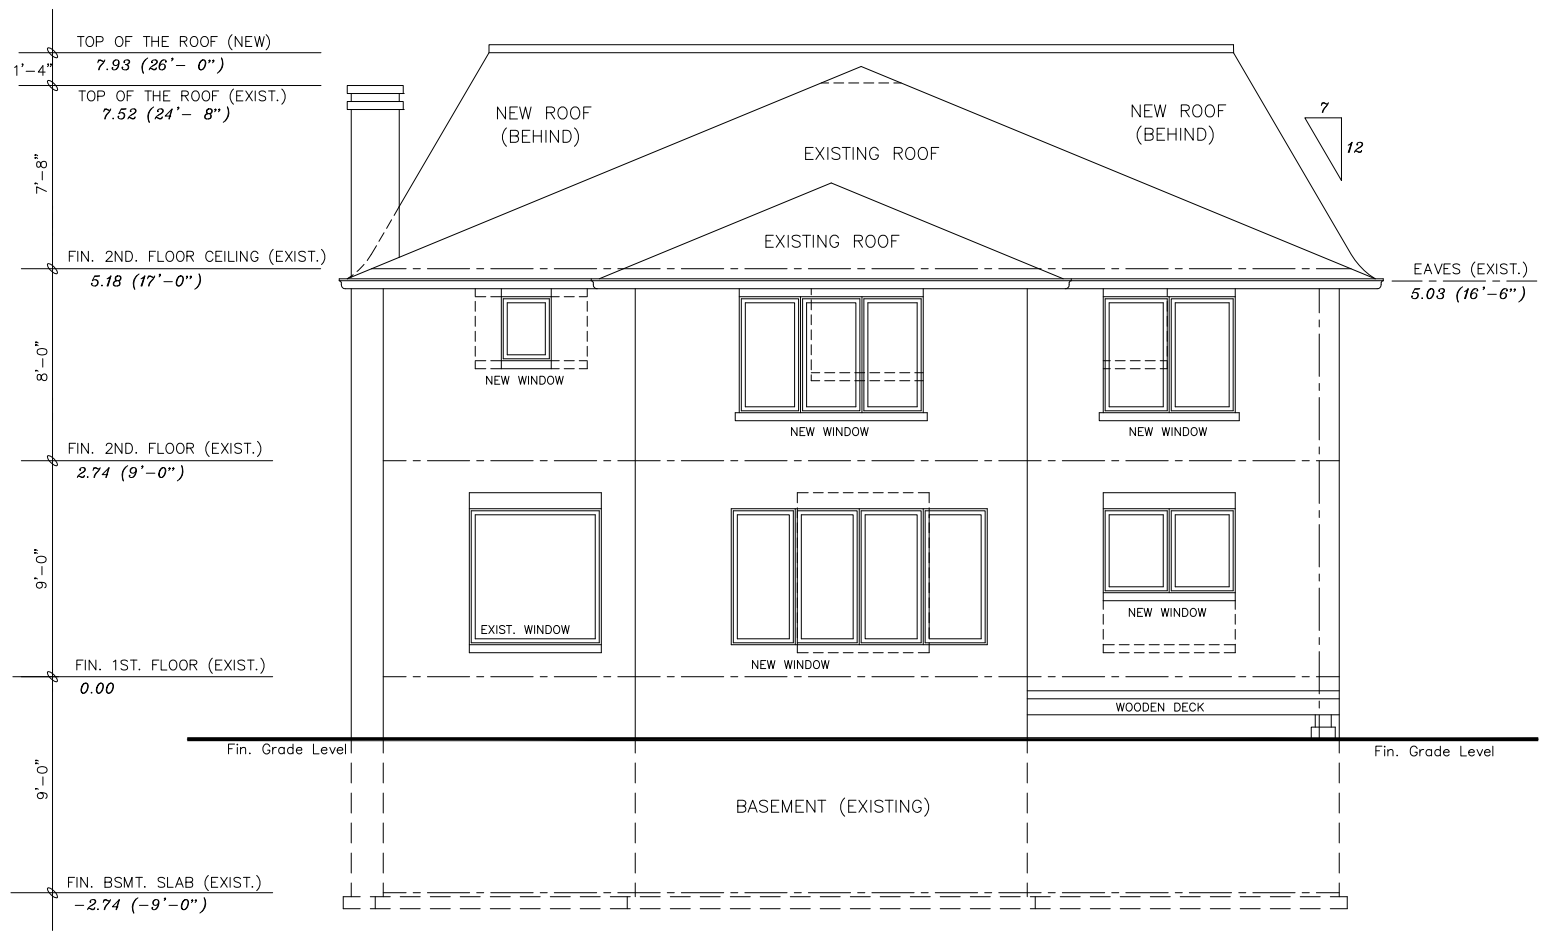 TOP OF THE ROOF (NEW)
7.93 (26'- 0")
1'-4"
TOP OF THE ROOF (EXIST.)
7.52 (24'- 8")
NEW ROOF
(BEHIND)
NEW ROOF
(BEHIND)
7
12
EXISTING ROOF
7'-8"
EXISTING ROOF
FIN. 2ND. FLOOR CEILING (EXIST.)
5.18 (17'-0")
EAVES (EXIST.)
5.03 (16'-6")
8'-0"
NEW WINDOW
NEW WINDOW
NEW WINDOW
FIN. 2ND. FLOOR (EXIST.)
2.74 (9'-0")
9'-0"
EXIST. WINDOW
NEW WINDOW
NEW WINDOW
FIN. 1ST. FLOOR (EXIST.)
0.00
WOODEN DECK
Fin. Grade Level
Fin. Grade Level
9'-0"
BASEMENT (EXISTING)
FIN. BSMT. SLAB (EXIST.)
-2.74 (-9'-0")